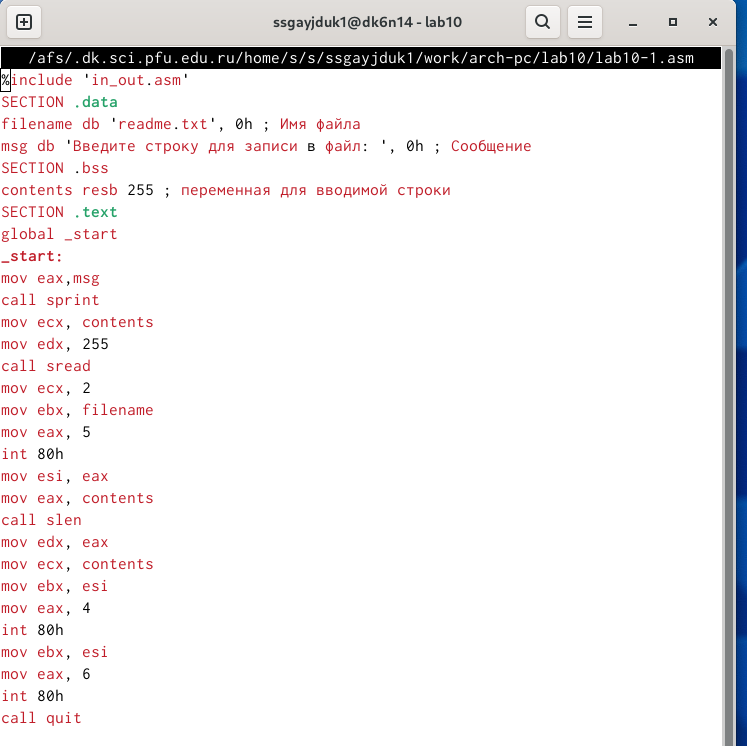 ssgayjduk1@dk6n14 - lab10
/afs/.dk.sci.pfu.edu.ru/home/s/s/ssgayjduk1/work/arch-pc/lab10/lab10-1.asm
%include 'in_out.asm'
SECTION .data
filename db 'readme.txt', 0h ; Имя файла
msg db 'Введите строку для записи в файл: ', 0h ; Сообщение
SECTION .bss
contents resb 255 ; переменная для вводимой строки
SECTION .text
global _start
_start:
mov eax,msg
call sprint
mov ecx, contents
mov edx, 255
call sread
mov ecx, 2
mov ebx, filename
mov eax, 5
int 80h
mov esi, eax
mov eax, contents
call slen
mov edx, eax
mov ecx, contents
mov ebx, esi
mov eax, 4
int 80h
mov ebx, esi
mov eax, 6
int 80h
call quit